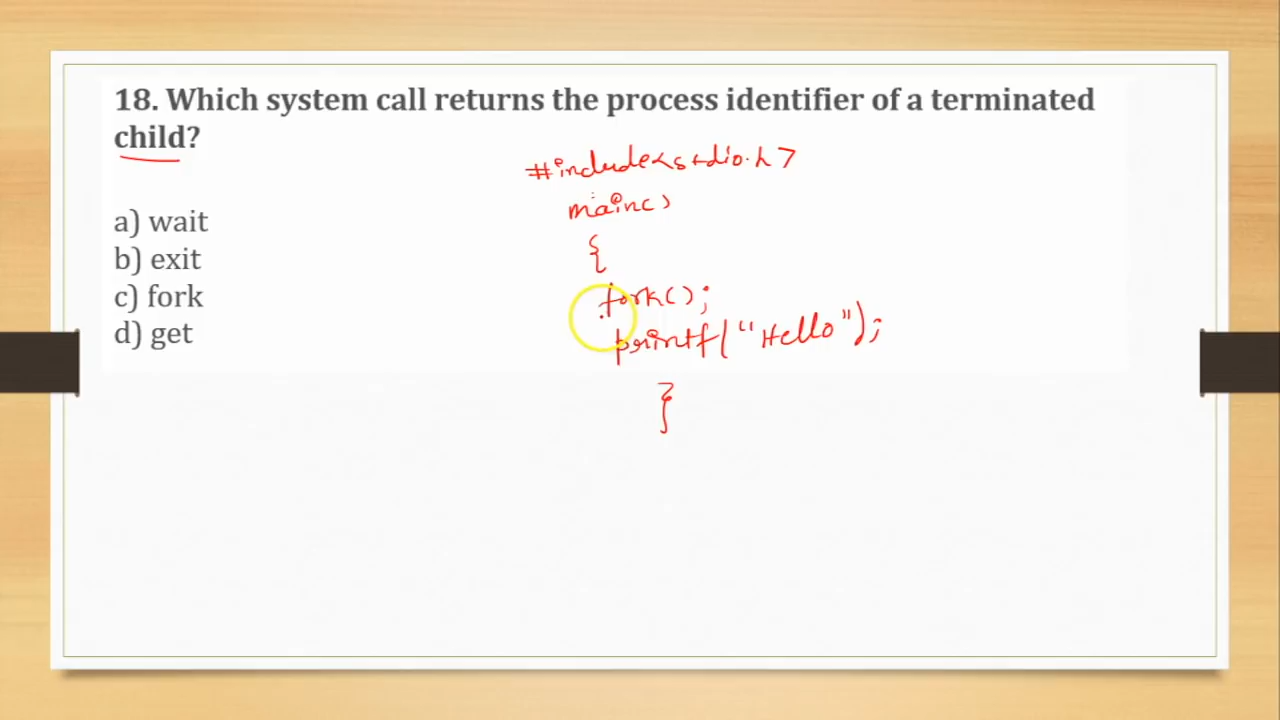 18. Which system call returns the process identifier of a terminated
child?
#include<stdio.h>
main()
{
a) wait
b) exit
c) fork
d) get
fork();
printf("Hello");
}